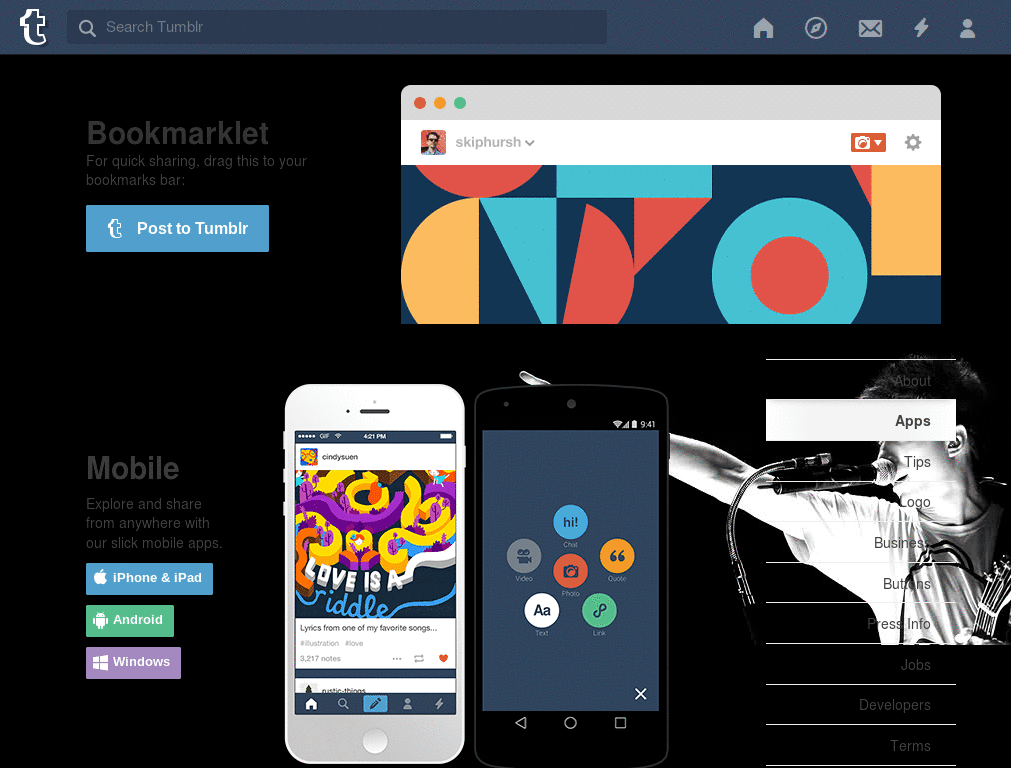 Search Tumblr
Bookmarklet
For quick sharing, drag this to your
bookmarks bar:
Post to Tumblr
skiphursh
Mobile
Explore and share
from anywhere with
our slick mobile apps.
iPhone & iPad
Android
Windows
GIF
4:21 PM
cindysuen
LOVE IS A
riddle
Lyrics from one of my favorite songs...
#illustration #love
3,217 notes
rustic-things
9:41
hi!
Chat
Video
Photo
Quote
Aa
Text
Link
About
Apps
Tips
Logo
Business
Buttons
Press Info
Jobs
Developers
Terms